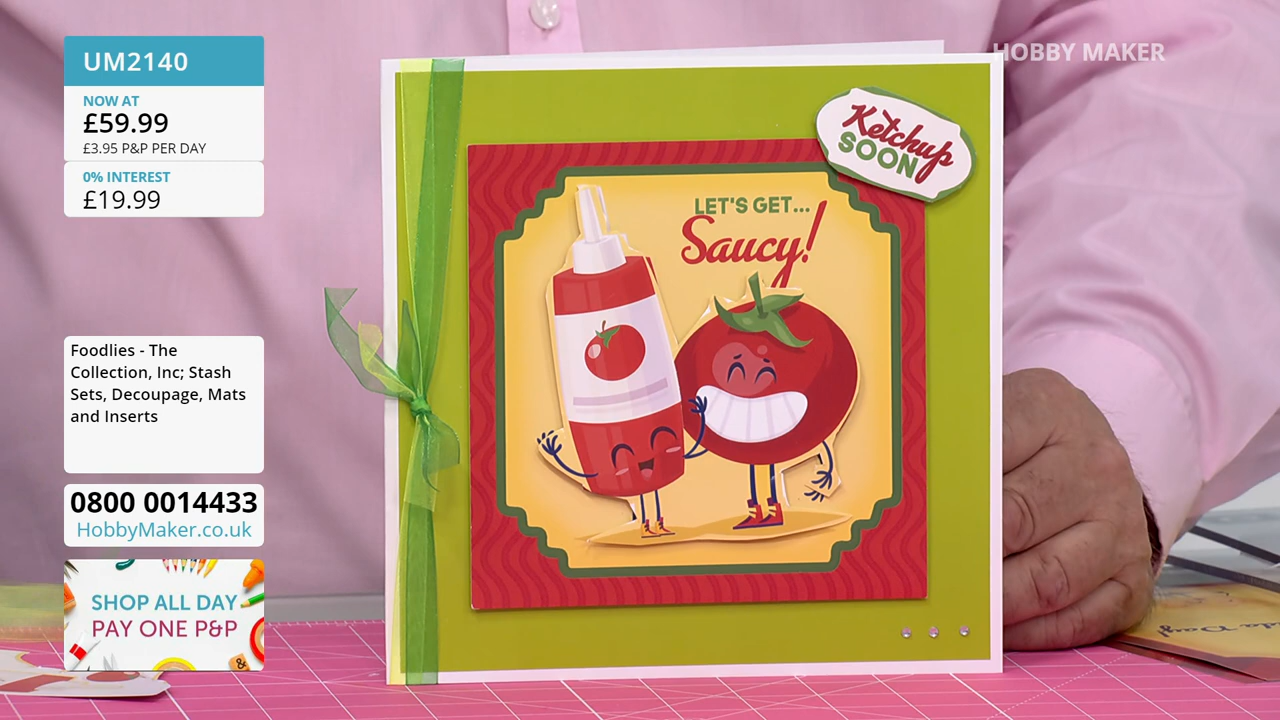 UM2140
NOW AT
£59.99
£3.95 P&P PER DAY
0% INTEREST
£19.99
Foodlies - The
Collection, Inc; Stash
Sets, Decoupage, Mats
and Inserts
0800 0014433
HobbyMaker.co.uk
SHOP ALL DAY
PAY ONE P&P
&
HOBBY MAKER
Ketchup
SOON
LET'S GET...
Saucy!